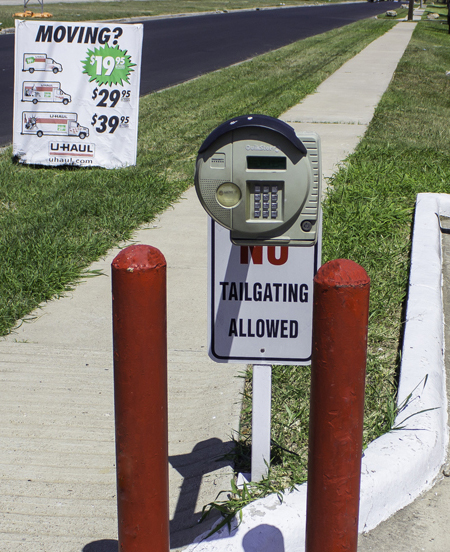 MOVING?
$19.95
$29.95
$39.95
U-HAUL
uhaul.com
NO
TAILGATING
ALLOWED